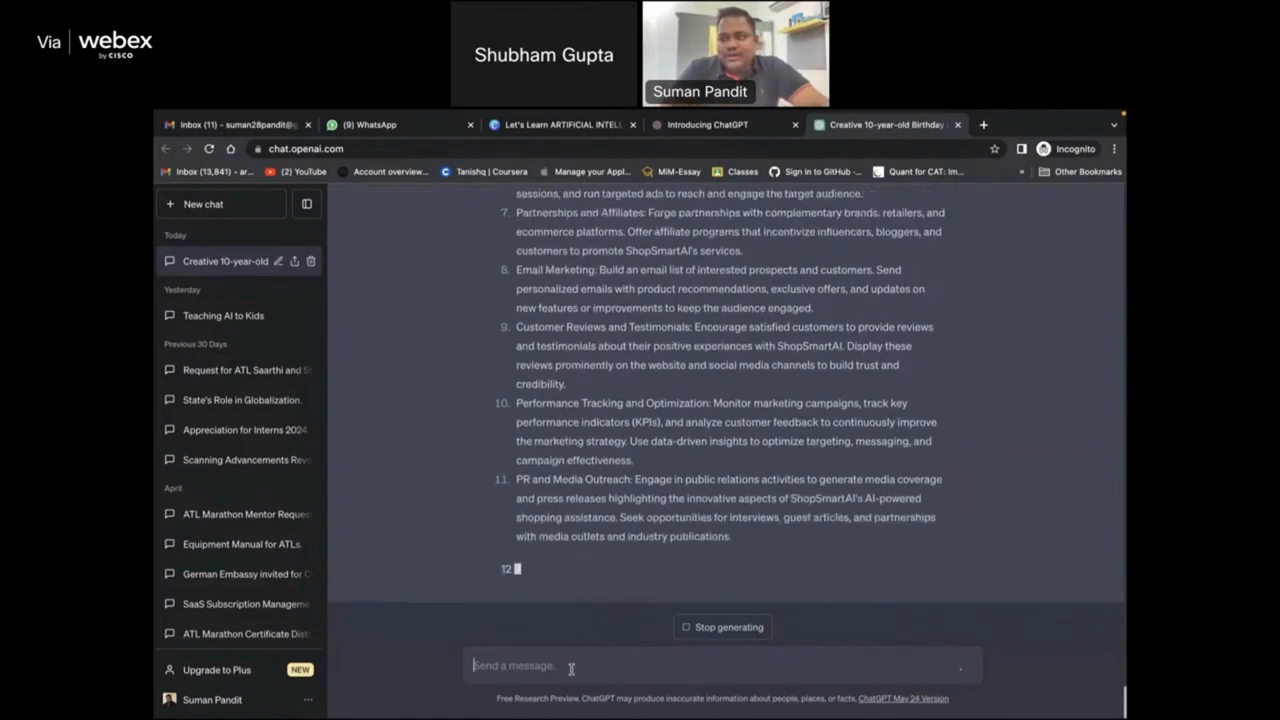 Via
webex
by CISCO
Shubham Gupta
Suman Pandit
Inbox (11) - suman28pandit@g
(9) WhatsApp
Let's Learn ARTIFICIAL INTEL
Introducing ChatGPT
Creative 10-year-old Birthday
chat.openai.com
Incognito
Inbox (13,841) - ar...
(2) YouTube
Account overview...
Tanishq | Coursera
Manage your Appl...
MiM-Essay
Classes
Sign in to GitHub ·...
Quant for CAT: Im...
»
Other Bookmarks
New chat
Today
Creative 10-year-old
Yesterday
Teaching AI to Kids
Previous 30 Days
Request for ATL Saarthi and S
State's Role in Globalization.
Appreciation for Interns 2024
Scanning Advancements Revo
April
ATL Marathon Mentor Reques
Equipment Manual for ATLs.
German Embassy invited for C
SaaS Subscription Manageme
ATL Marathon Certificate Dist
Upgrade to Plus
NEW
Suman Pandit
sessions, and run targeted ads to reach and engage the target audience.
7. Partnerships and Affiliates: Forge partnerships with complementary brands, retailers, and
ecommerce platforms. Offer affiliate programs that incentivize influencers, bloggers, and
customers to promote ShopSmartAI's services.
8. Email Marketing: Build an email list of interested prospects and customers. Send
personalized emails with product recommendations, exclusive offers, and updates on
new features or improvements to keep the audience engaged.
9. Customer Reviews and Testimonials: Encourage satisfied customers to provide reviews
and testimonials about their positive experiences with ShopSmartAI. Display these
reviews prominently on the website and social media channels to build trust and
credibility.
10. Performance Tracking and Optimization: Monitor marketing campaigns, track key
performance indicators (KPIs), and analyze customer feedback to continuously improve
the marketing strategy. Use data-driven insights to optimize targeting, messaging, and
campaign effectiveness.
11. PR and Media Outreach: Engage in public relations activities to generate media coverage
and press releases highlighting the innovative aspects of ShopSmartAI's AI-powered
shopping assistance. Seek opportunities for interviews, guest articles, and partnerships
with media outlets and industry publications.
12
Stop generating
Send a message.
Free Research Preview. ChatGPT may produce inaccurate information about people, places, or facts. ChatGPT May 24 Version